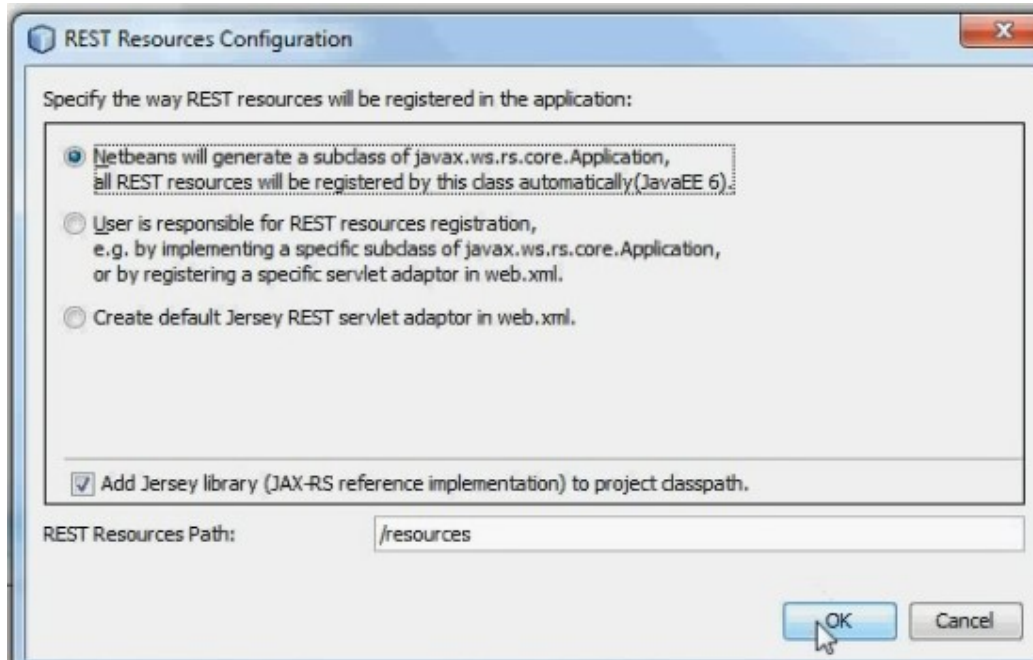 REST Resources Configuration
Specify the way REST resources will be registered in the application:
Netbeans will generate a subclass of javax.ws.rs.core.Application,
all REST resources will be registered by this class automatically(JavaEE 6).
User is responsible for REST resources registration,
e.g. by implementing a specific subclass of javax.ws.rs.core.Application,
or by registering a specific servlet adaptor in web.xml.
Create default Jersey REST servlet adaptor in web.xml.
Add Jersey library (JAX-RS reference implementation) to project classpath.
REST Resources Path: /resources
OK Cancel